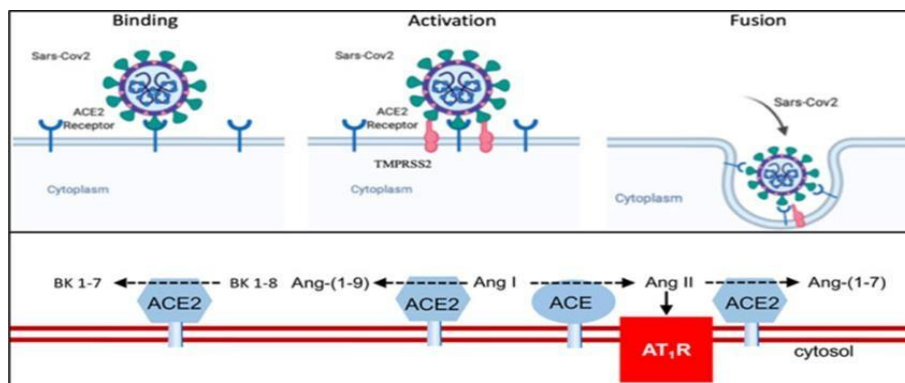 Binding
Activation
Fusion
Sars-Cov2
Sars-Cov2
Sars-Cov2
ACE2
Receptor
ACE2
Receptor
TMPRSS2
Cytoplasm
Cytoplasm
Cytoplasm
BK 1-7
BK 1-8
Ang-(1-9)
Ang I
Ang II
Ang-(1-7)
ACE2
ACE2
ACE
ACE2
AT₁R
cytosol